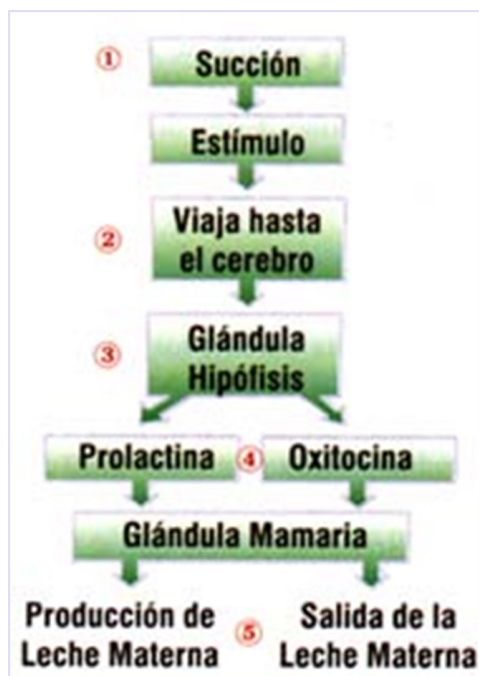 ① Succión
Estímulo
② Viaja hasta
el cerebro
③ Glándula
Hipófisis
Prolactina ④ Oxitocina
Glándula Mamaria
Producción de
Leche Materna
⑤
Salida de la
Leche Materna